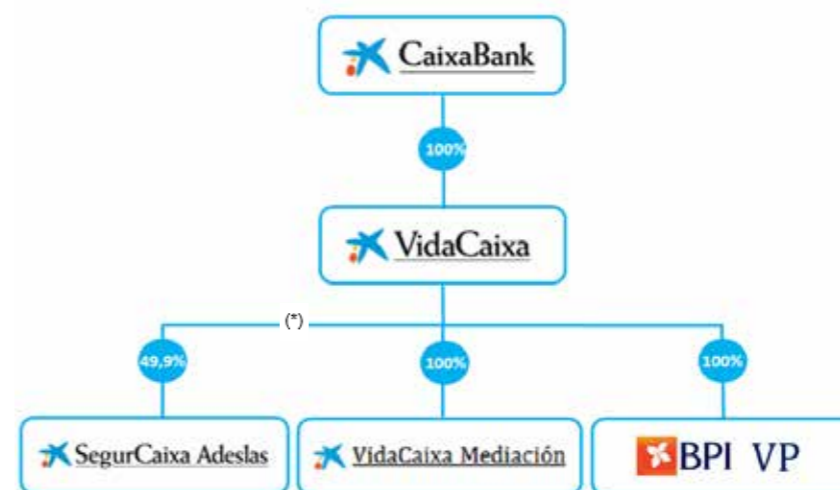 CaixaBank
100%
VidaCaixa
(*)
49,9%
100%
100%
SegurCaixa Adeslas
VidaCaixa Mediación
BPI VP